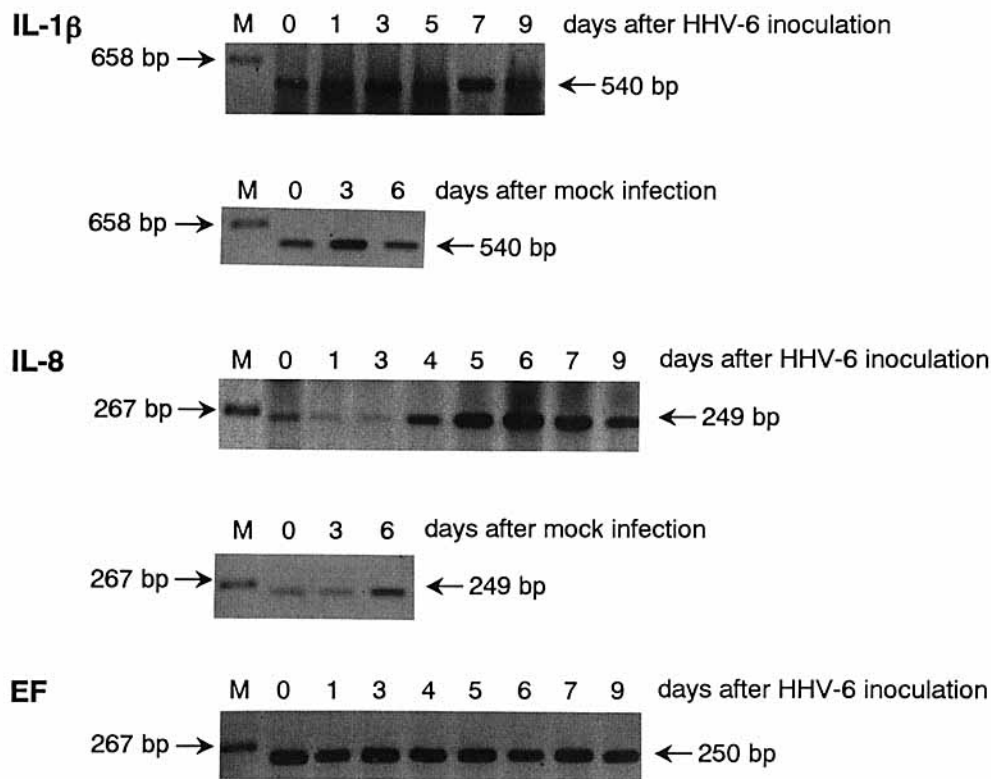 IL-1β M 0 1 3 5 7 9 days after HHV-6 inoculation
658 bp → ← 540 bp
M 0 3 6 days after mock infection
658 bp → ← 540 bp
IL-8 M 0 1 3 4 5 6 7 9 days after HHV-6 inoculation
267 bp → ← 249 bp
M 0 3 6 days after mock infection
267 bp → ← 249 bp
EF M 0 1 3 4 5 6 7 9 days after HHV-6 inoculation
267 bp → ← 250 bp